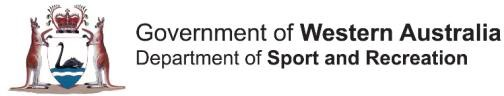 Government of Western Australia
Department of Sport and Recreation